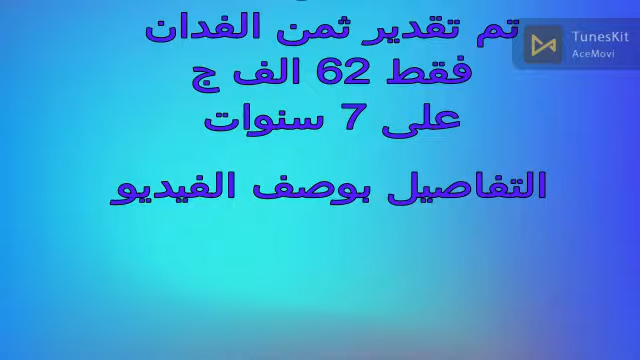 تم تقدير ثمن الفدان
فقط 62 الف ج
على 7 سنوات
التفاصيل بوصف الفيديو
TunesKit
AceMovi